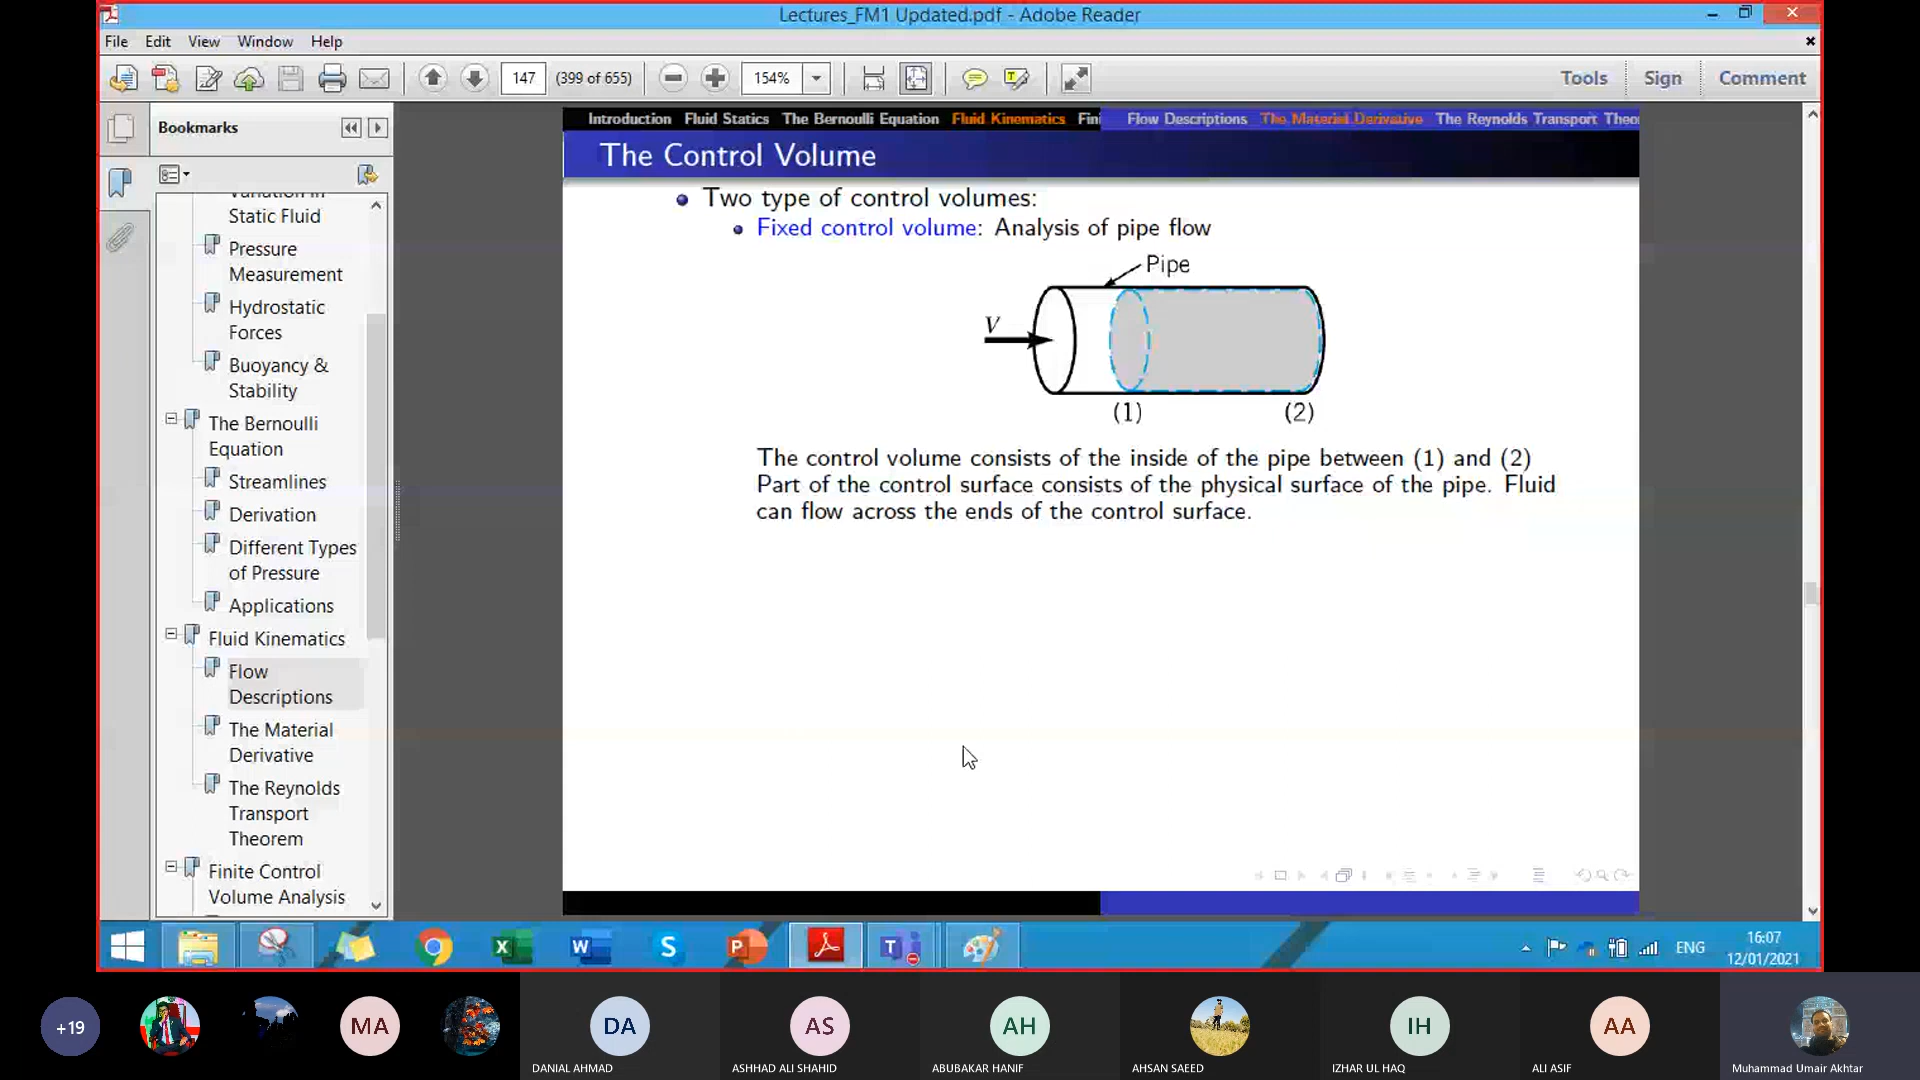 Lectures_FM1 Updated.pdf - Adobe Reader
File Edit View Window Help
147 (399 of 655) 154% Tools Sign Comment
Bookmarks
Variation in
Static Fluid
Pressure
Measurement
Hydrostatic
Forces
Buoyancy &
Stability
The Bernoulli
Equation
Streamlines
Derivation
Different Types
of Pressure
Applications
Fluid Kinematics
Flow
Descriptions
The Material
Derivative
The Reynolds
Transport
Theorem
Finite Control
Volume Analysis
Introduction Fluid Statics The Bernoulli Equation Fluid Kinematics Fini Flow Descriptions The Material Derivative The Reynolds Transport Theor
The Control Volume
Two type of control volumes:
Fixed control volume: Analysis of pipe flow
Pipe
V
(1) (2)
The control volume consists of the inside of the pipe between (1) and (2)
Part of the control surface consists of the physical surface of the pipe. Fluid
can flow across the ends of the control surface.
ENG
16:07
12/01/2021
+19 MA DA AS AH IH AA
DANIAL AHMAD ASHHAD ALI SHAHID ABUBAKAR HANIF AHSAN SAEED IZHAR UL HAQ ALI ASIF Muhammad Umair Akhtar